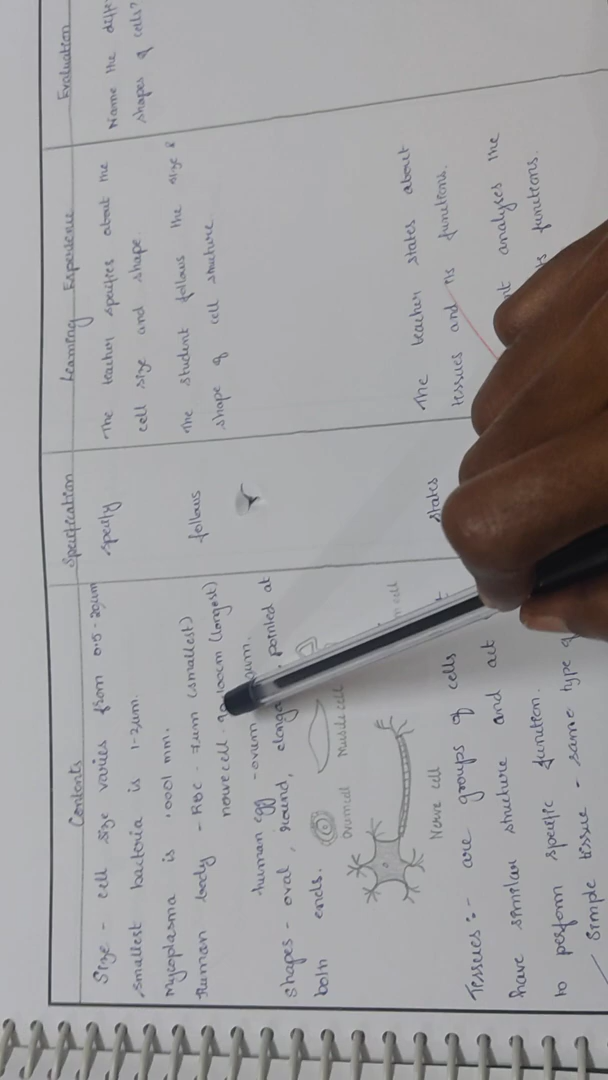 Contents
Size - cell size varies from 0.5 - 20µm
smallest bacteria is 1-2µm.
Mycoplasma is .0001 mm.
Human body - RBC - 7µm (smallest)
nerve cell - 100cm (longest)
human egg - ovum µm.
shapes - oval, round, pointed at
both ends.
Ovum cell
Muscle cell
Nerve cell
Tissues :- are groups of cells
have similar structure and act
to perform specific function.
Simple tissue - same type
Specification
specify
follows
states
Learning Experience
The teacher specifies about the
cell size and shape.
The student follows the size &
shape of cell structure.
The teacher states about
tissues and its functions.
analyses the
functions.
Evaluation
Name the
shapes of cells?